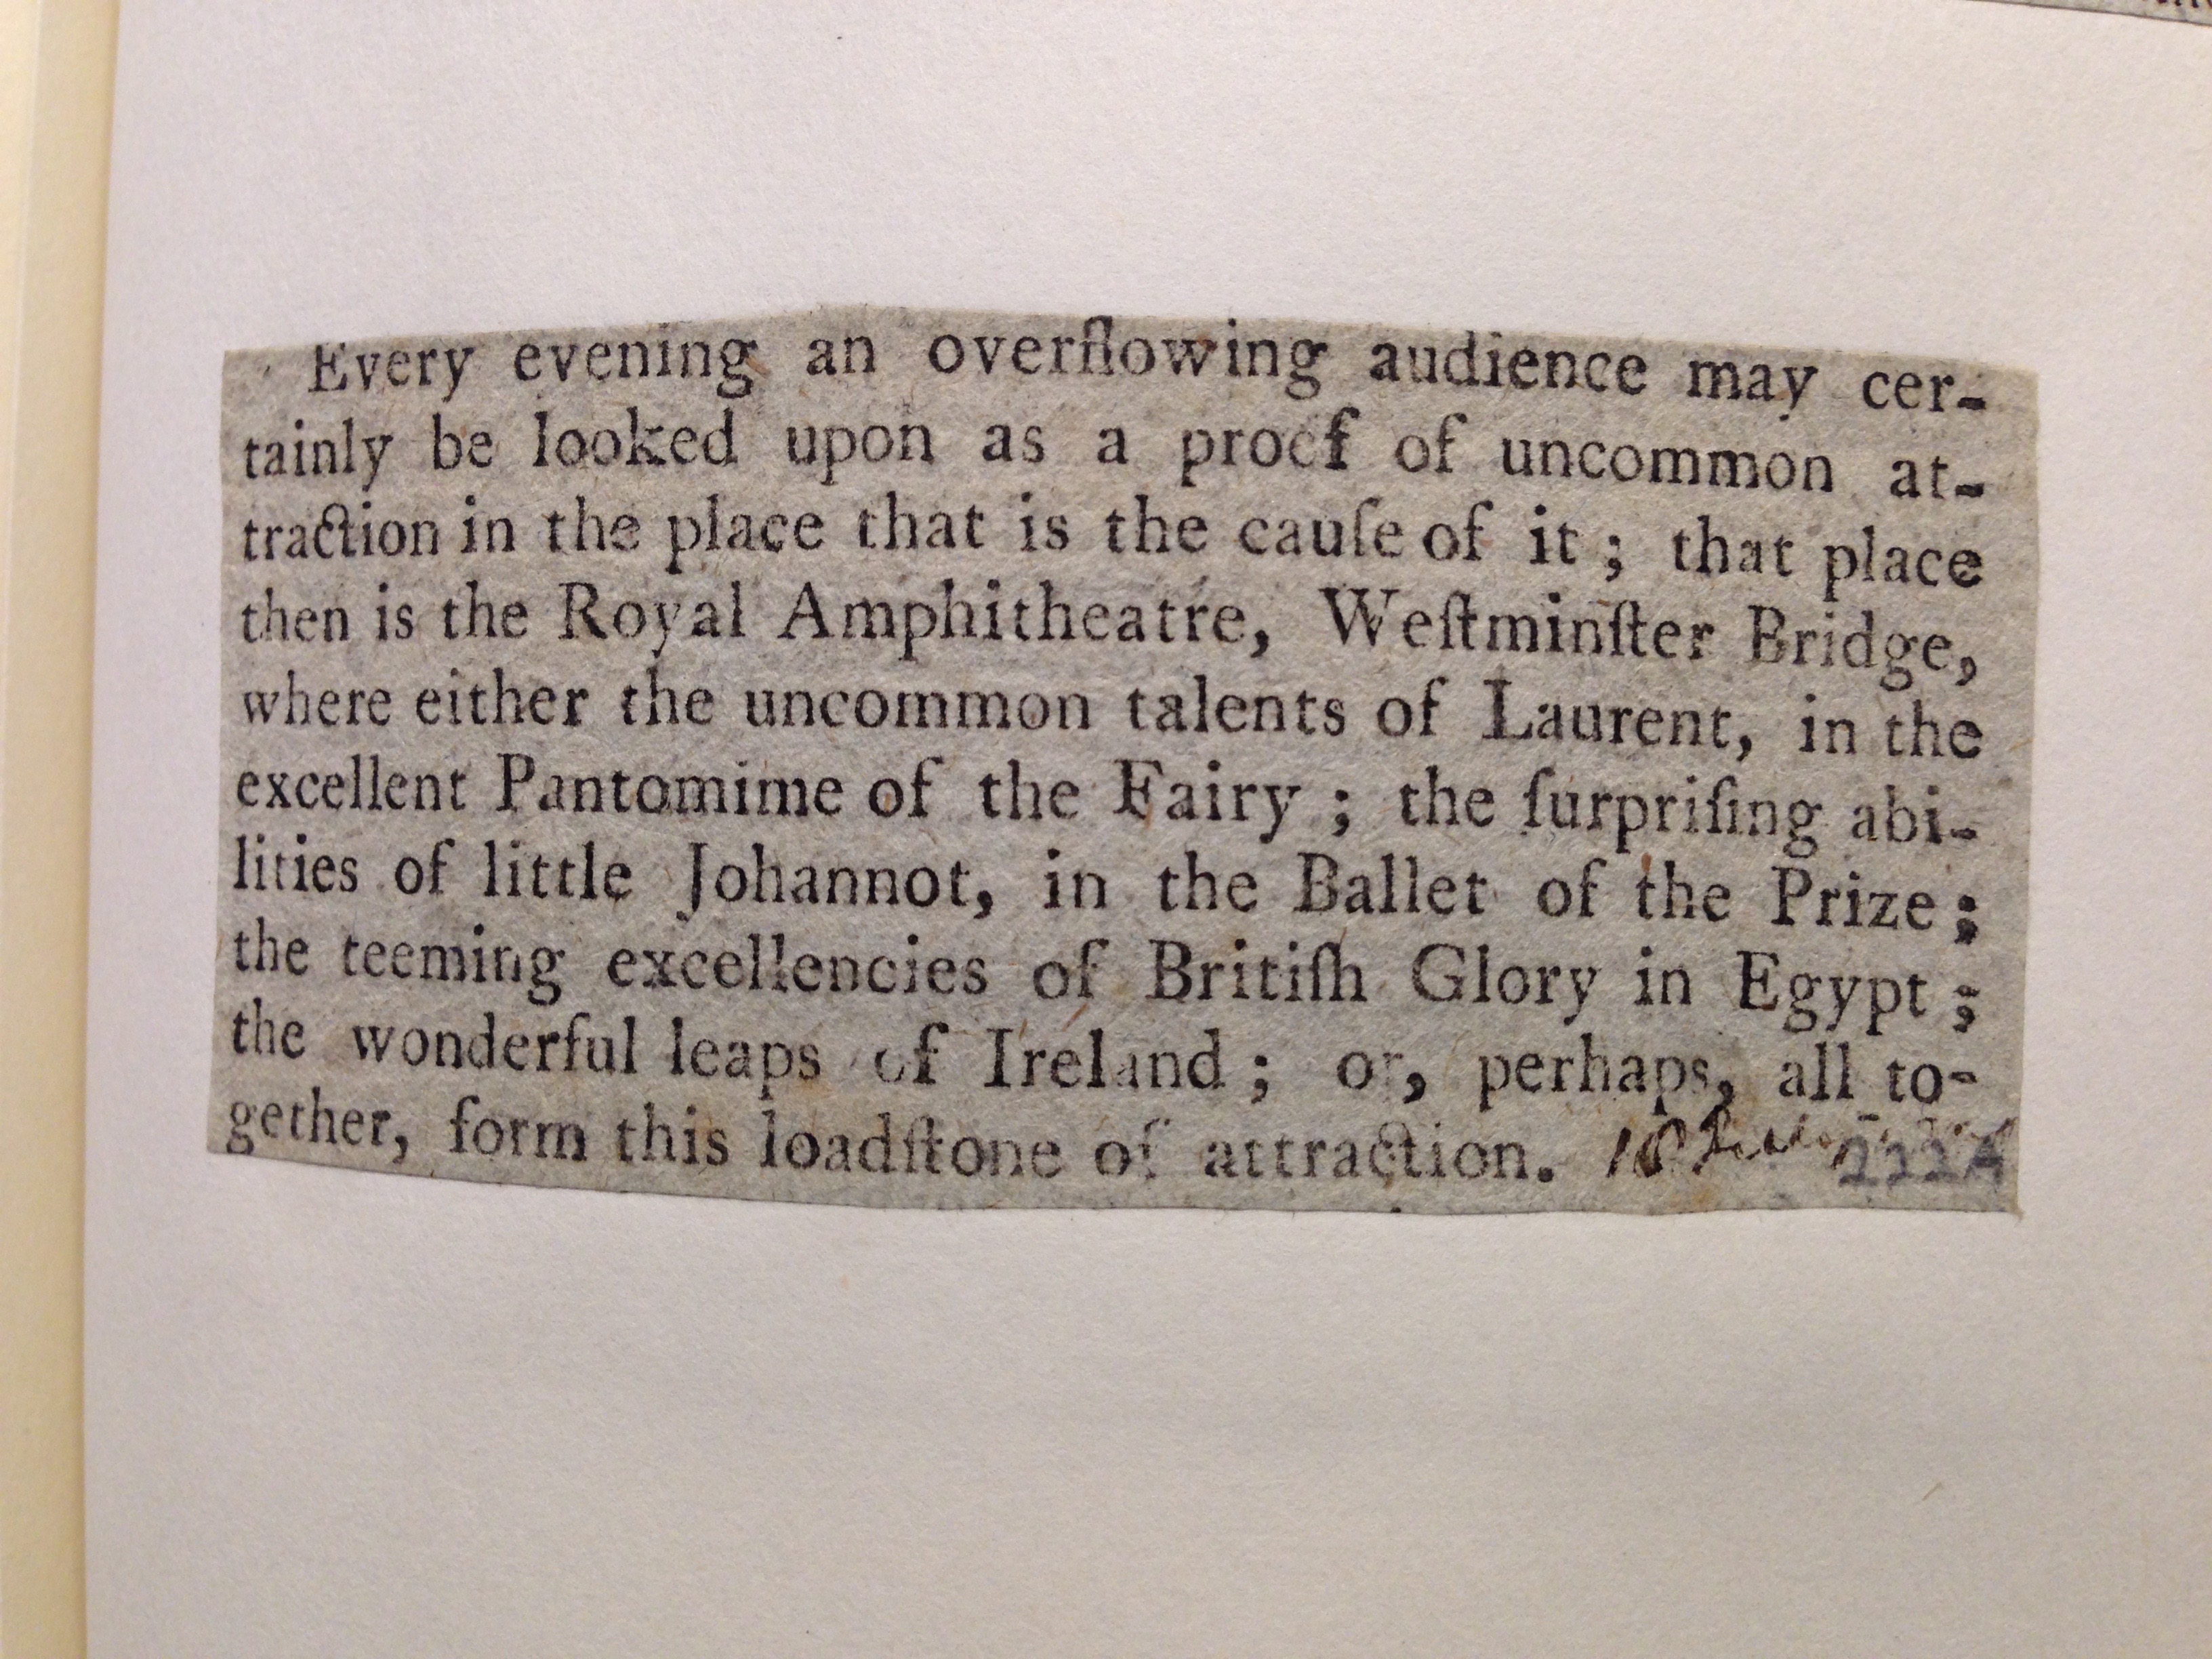 Every evening an overflowing audience may cer-
tainly be looked upon as a proof of uncommon at-
traction in the place that is the cauſe of it ; that place
then is the Royal Amphitheatre, Weſtminſter Bridge,
where either the uncommon talents of Laurent, in the
excellent Pantomime of the Fairy ; the ſurpriſing abi-
lities of little Johannot, in the Ballet of the Prize ;
the teeming excellencies of Britiſh Glory in Egypt ;
the wonderful leaps of Ireland ; or, perhaps, all to-
gether, form this loadſtone of attraction.